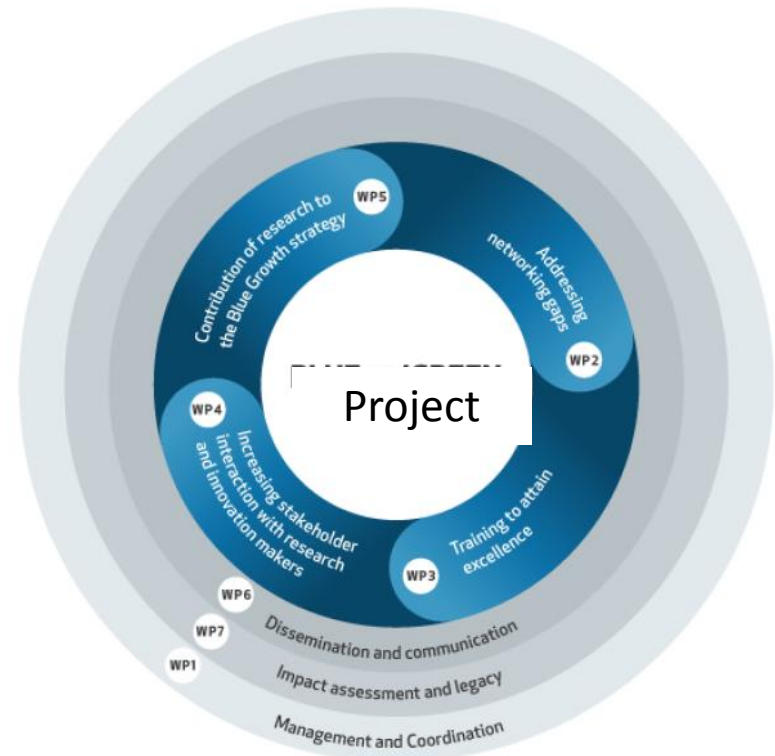 WP5
Contribution of research to
the Blue Growth strategy
Addressing
networking gaps
WP2
Project
WP4
Increasing stakeholder
interaction with research
and innovation makers
Training to attain
excellence
WP3
WP6
Dissemination and communication
WP7
Impact assessment and legacy
WP1
Management and Coordination